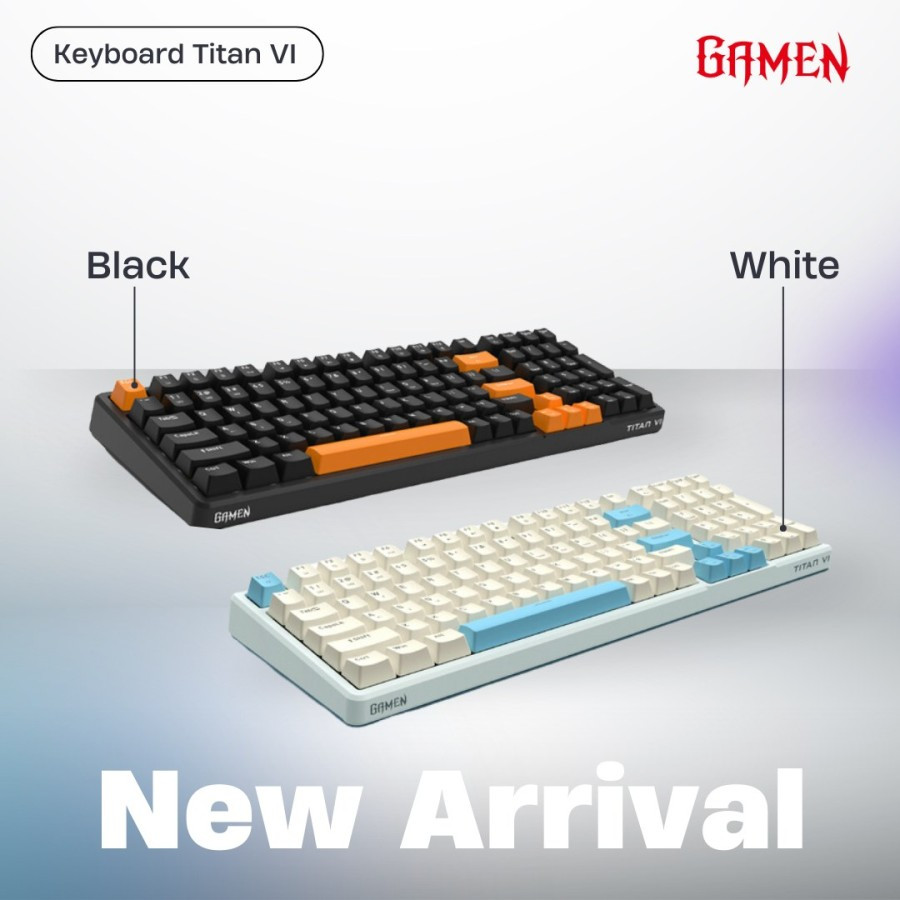 Keyboard Titan VI
GAMEN
Black
White
TITAN VI
GAMEN
TITAN VI
GAMEN
New Arrival